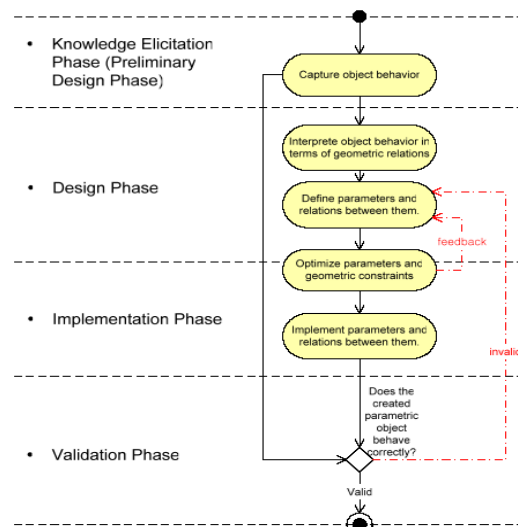 • Knowledge Elicitation
Phase (Preliminary
Design Phase)
Capture object behavior
Interprete object behavior in
terms of geometric relations
• Design Phase
Define parameters and
relations between them.
feedback
Optimize parameters and
geometric constraints
• Implementation Phase
Implement parameters and
relations between them.
invalid
Does the
created
parametric
object
behave
correctly?
• Validation Phase
Valid